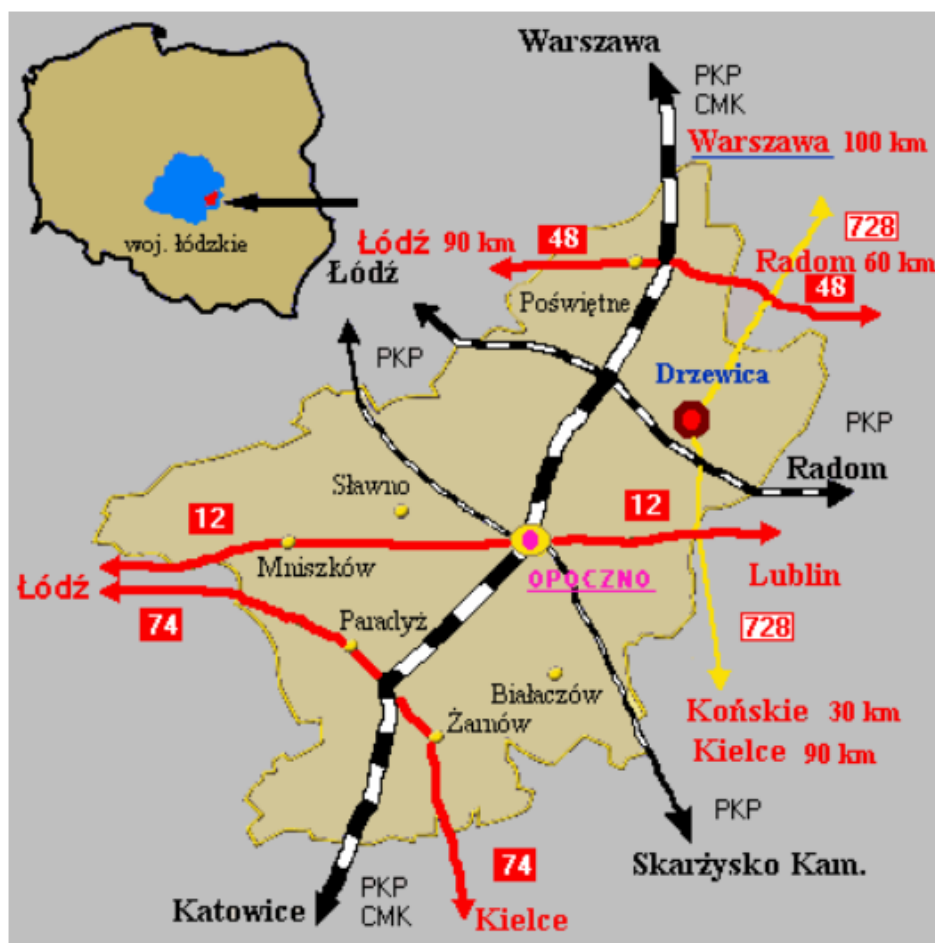 Warszawa
PKP
CMK
Warszawa 100 km
728
woj. łódzkie
Łódź 90 km
48
Radom 60 km
48
Łódź
Poświętne
PKP
Drzewica
PKP
Radom
Sławno
12
12
Mniszków
OPOCZNO
Lublin
Łódź
74
Paradyż
728
Białaczów
Końskie 30 km
Żarnów
Kielce 90 km
PKP
74
Skarżysko Kam.
Katowice
PKP
CMK
Kielce